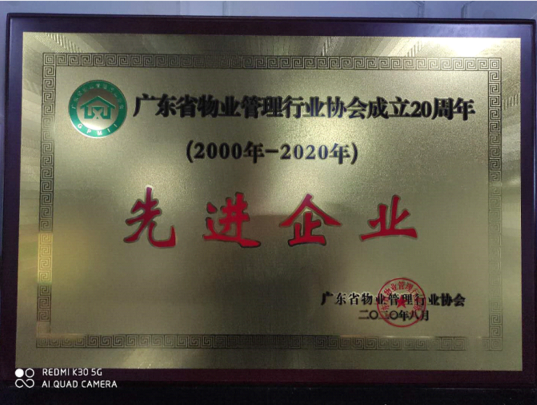 广东省物业管理行业协会成立20周年
(2000年-2020年)
先进企业
广东省物业管理行业协会
二〇二〇年八月
REDMI K30 5G
AI QUAD CAMERA